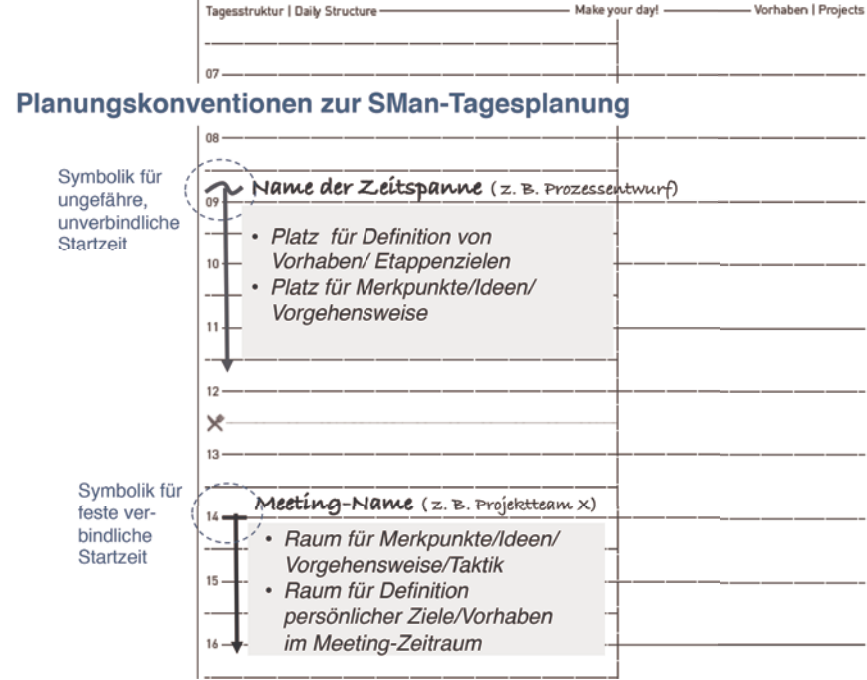 Tagesstruktur | Daily Structure Make your day! Vorhaben | Projects
07
Planungskonventionen zur SMan-Tagesplanung
08
Symbolik für
ungefähre,
unverbindliche
Startzeit
Name der Zeitspanne (z. B. Prozessentwurf)
09
• Platz für Definition von
Vorhaben/ Etappenzielen
10
• Platz für Merkpunkte/Ideen/
Vorgehensweise
11
12
13
Symbolik für
feste ver-
bindliche
Startzeit
Meeting-Name (z. B. Projektteam X)
14
• Raum für Merkpunkte/Ideen/
Vorgehensweise/Taktik
15
• Raum für Definition
persönlicher Ziele/Vorhaben
im Meeting-Zeitraum
16